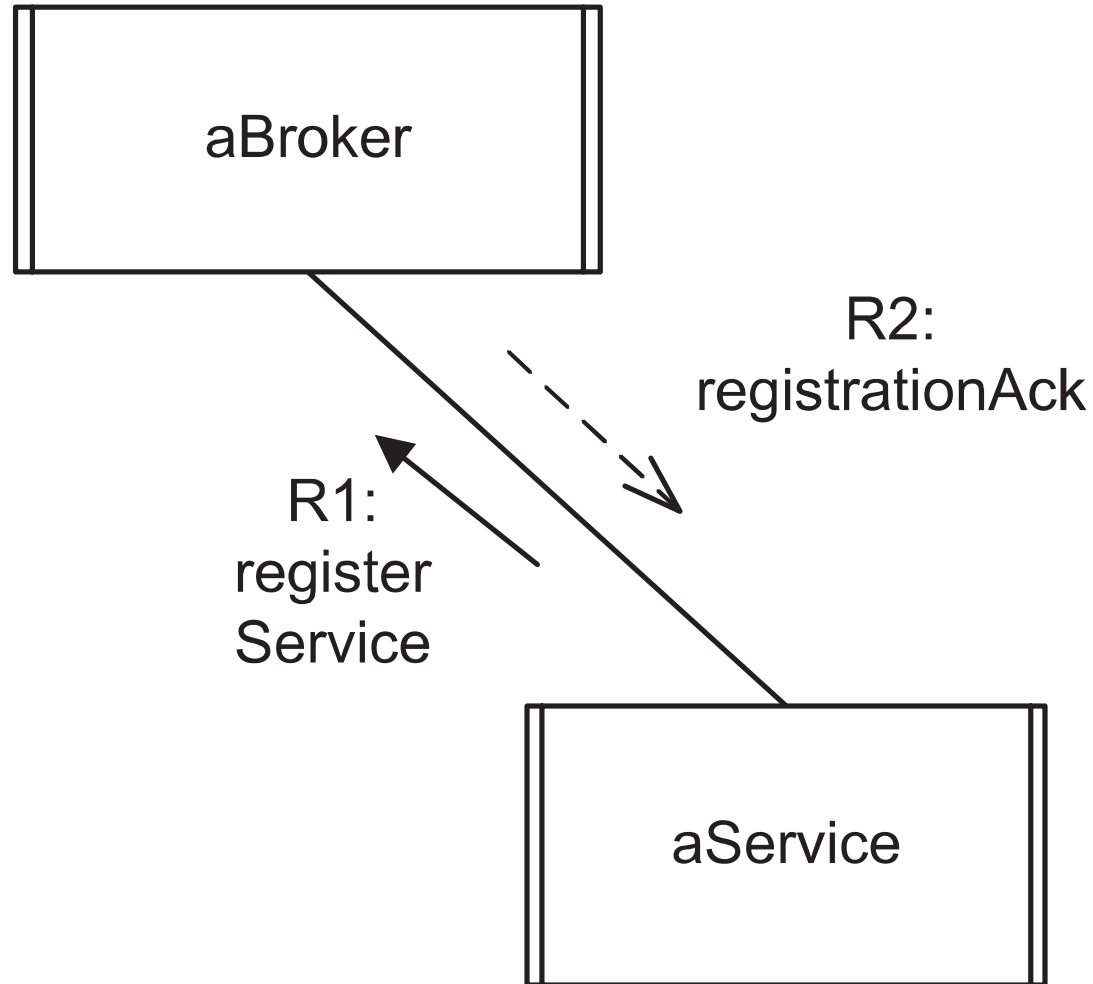 aBroker
R2:
registrationAck
R1:
register
Service
aService